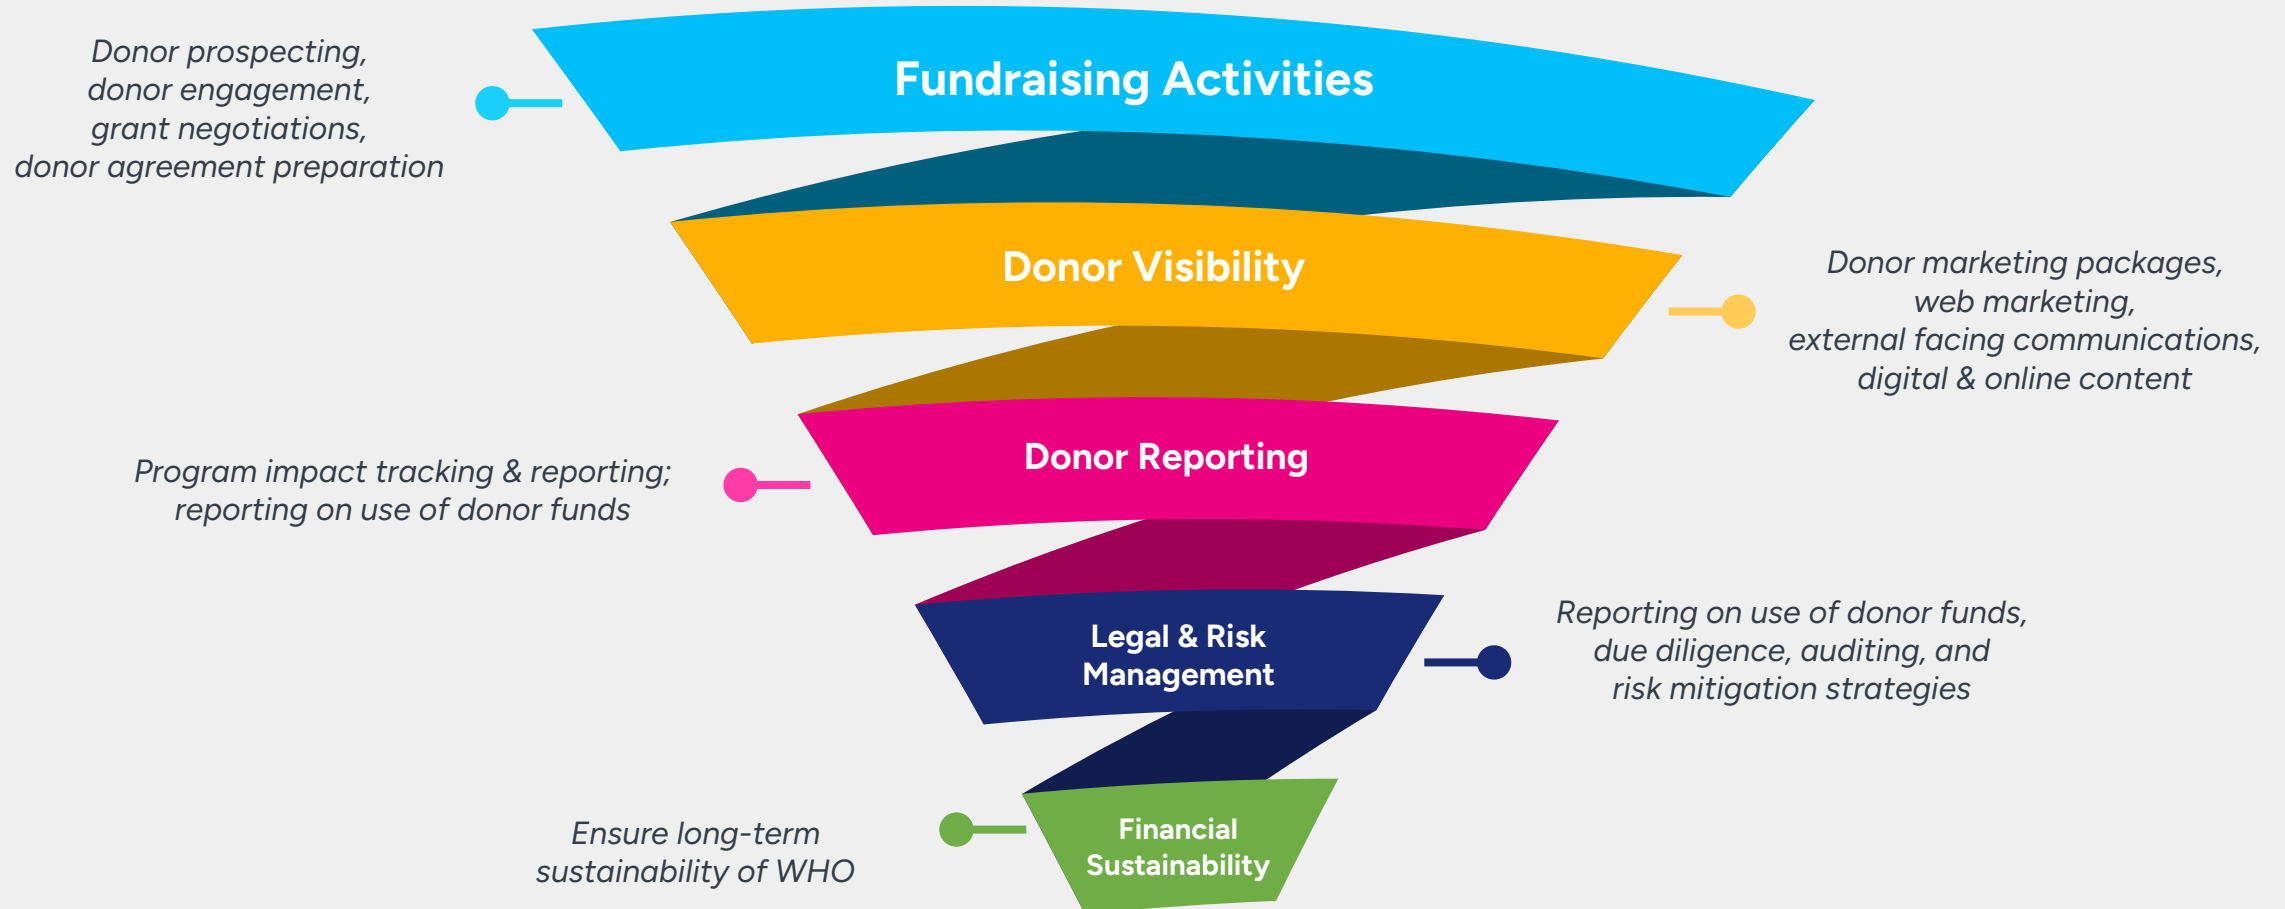 Donor prospecting,
donor engagement,
grant negotiations,
donor agreement preparation
Fundraising Activities
Donor Visibility
Donor marketing packages,
web marketing,
external facing communications,
digital & online content
Program impact tracking & reporting;
reporting on use of donor funds
Donor Reporting
Legal & Risk
Management
Reporting on use of donor funds,
due diligence, auditing, and
risk mitigation strategies
Ensure long-term
sustainability of WHO
Financial
Sustainability